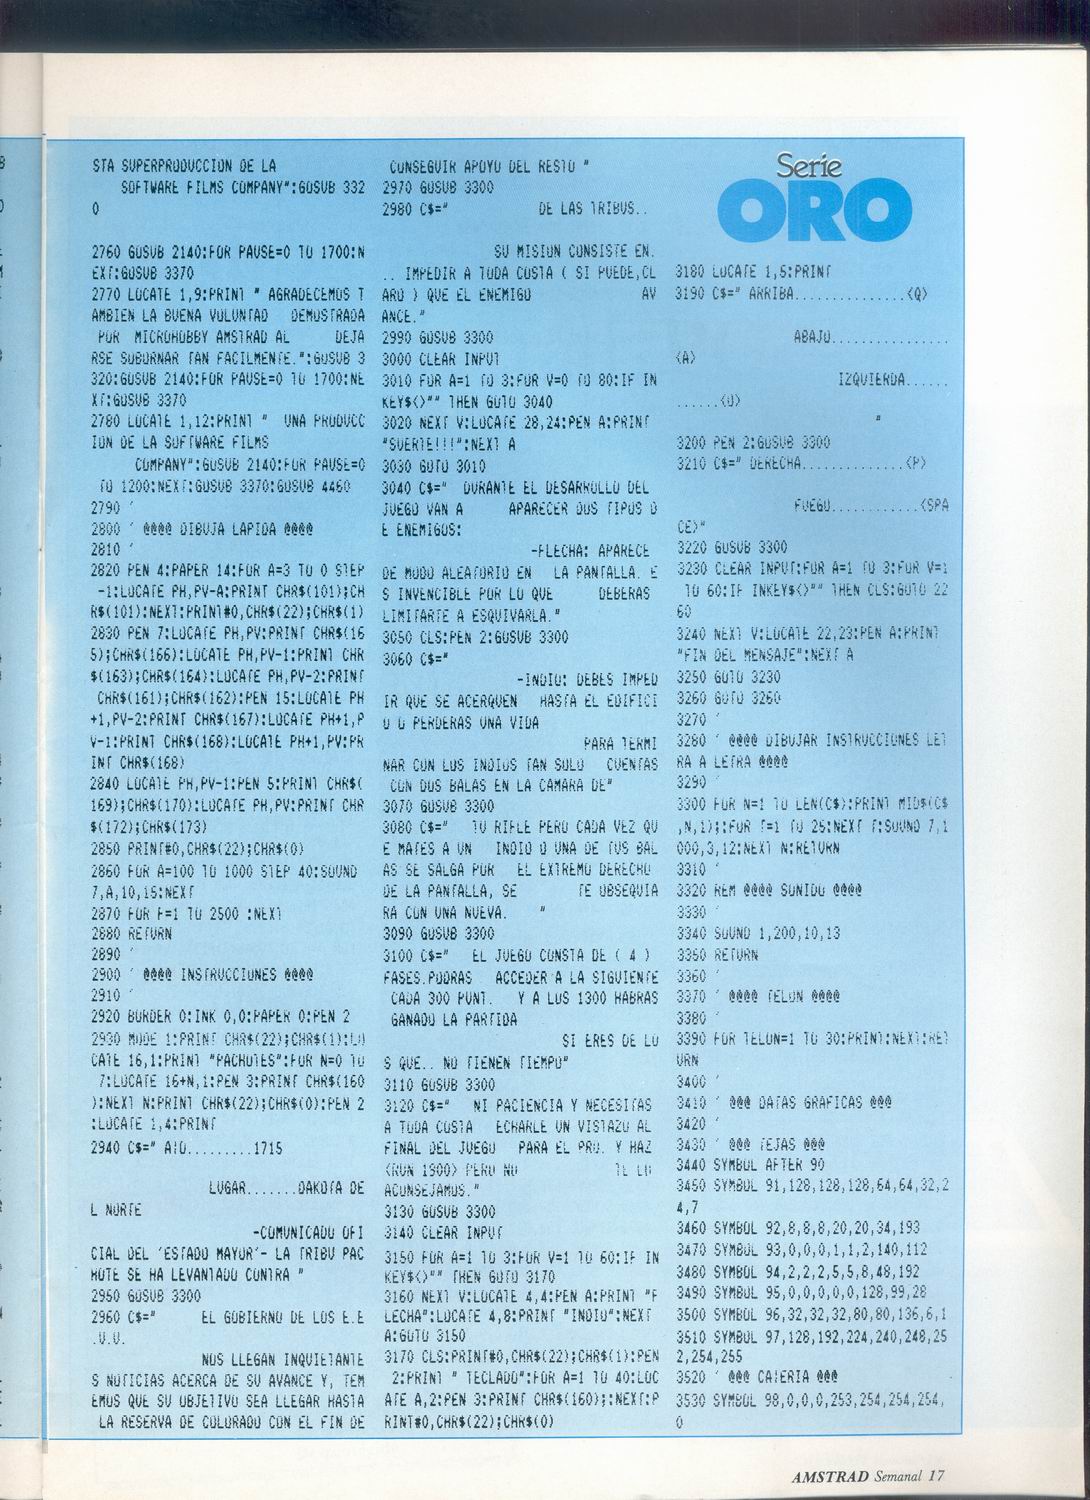 STA SUPERPRODUCCION DE LA
SOFTWARE FILMS COMPANY":GOSUB 332
0
2760 GOSUB 2140:FOR PAUSE=0 TO 1700:N
EXT:GOSUB 3370
2770 LOCATE 1,9:PRINT " AGRADECEMOS T
AMBIEN LA BUENA VOLUNTAD   DEMOSTRADA
POR  MICROHOBBY AMSTRAD AL      DEJA
RSE SUBORNAR TAN FACILMENTE.":GOSUB 3
320:GOSUB 2140:FOR PAUSE=0 TO 1700:NE
XT:GOSUB 3370
2780 LOCATE 1,12:PRINT "  UNA PRODUCC
ION DE LA SOFTWARE FILMS
COMPANY":GOSUB 2140:FOR PAUSE=0
TO 1200:NEXT:GOSUB 3370:GOSUB 4460
2790 '
2800 ' @@@@ DIBUJA LAPIDA @@@@
2810 '
2820 PEN 4:PAPER 14:FOR A=3 TO 0 STEP
-1:LOCATE PH,PV-A:PRINT CHR$(101);CH
R$(101):NEXT:PRINT#0,CHR$(22);CHR$(1)
2830 PEN 7:LOCATE PH,PV:PRINT CHR$(16
5);CHR$(166):LOCATE PH,PV-1:PRINT CHR
$(163);CHR$(164):LOCATE PH,PV-2:PRINT
CHR$(161);CHR$(162):PEN 15:LOCATE PH
+1,PV-2:PRINT CHR$(167):LOCATE PH+1,P
V-1:PRINT CHR$(168):LOCATE PH+1,PV:PR
INT CHR$(168)
2840 LOCATE PH,PV-1:PEN 5:PRINT CHR$(
169);CHR$(170):LOCATE PH,PV:PRINT CHR
$(172);CHR$(173)
2850 PRINT#0,CHR$(22);CHR$(0)
2860 FOR A=100 TO 1000 STEP 40:SOUND
7,A,10,15:NEXT
2870 FOR F=1 TO 2500 :NEXT
2880 RETURN
2890 '
2900 ' @@@@ INSTRUCCIONES @@@@
2910 '
2920 BORDER 0:INK 0,0:PAPER 0:PEN 2
2930 MODE 1:PRINT CHR$(22);CHR$(1):LO
CATE 16,1:PRINT "PACHOTES":FOR N=0 TO
7:LOCATE 16+N,1:PEN 3:PRINT CHR$(160
):NEXT N:PRINT CHR$(22);CHR$(0):PEN 2
:LOCATE 1,4:PRINT
2940 C$=" AÑO.........1715
LUGAR.......DAKOTA DE
L NORTE
-COMUNICADO OFI
CIAL DEL 'ESTADO MAYOR'- LA TRIBU PAC
HOTE SE HA LEVANTADO CONTRA "
2950 GOSUB 3300
2960 C$="      EL GOBIERNO DE LOS E.E
.U.U.
NOS LLEGAN INQUIETANTE
S NOTICIAS ACERCA DE SU AVANCE Y, TEM
EMOS QUE SU OBJETIVO SEA LLEGAR HASTA
LA RESERVA DE COLORADO CON EL FIN DE
CONSEGUIR APOYO DEL RESTO "
2970 GOSUB 3300
2980 C$="           DE LAS TRIBUS..
SU MISION CONSISTE EN.
.. IMPEDIR A TODA COSTA ( SI PUEDE,CL
ARO ) QUE EL ENEMIGO              AV
ANCE."
2990 GOSUB 3300
3000 CLEAR INPUT
3010 FOR A=1 TO 3:FOR V=0 TO 80:IF IN
KEY$<>"" THEN GOTO 3040
3020 NEXT V:LOCATE 28,24:PEN A:PRINT
"SUERTE!!!":NEXT A
3030 GOTO 3010
3040 C$="  DURANTE EL DESARROLLO DEL
JUEGO VAN A     APARECER DOS TIPOS D
E ENEMIGOS:
-FLECHA: APARECE
DE MODO ALEATORIO EN   LA PANTALLA. E
S INVENCIBLE POR LO QUE      DEBERAS
LIMITARTE A ESQUIVARLA."
3050 CLS:PEN 2:GOSUB 3300
3060 C$="
-INDIO: DEBES IMPED
IR QUE SE ACERQUEN  HASTA EL EDIFICI
O O PERDERAS UNA VIDA
PARA TERMI
NAR CON LOS INDIOS TAN SOLO   CUENTAS
CON DOS BALAS EN LA CAMARA DE"
3070 GOSUB 3300
3080 C$="   TU RIFLE PERO CADA VEZ QU
E MATES A UN   INDIO O UNA DE TUS BAL
AS SE SALGA POR   EL EXTREMO DERECHO
DE LA PANTALLA, SE        TE OBSEQUIA
RA CON UNA NUEVA.    "
3090 GOSUB 3300
3100 C$="   EL JUEGO CONSTA DE ( 4 )
FASES.PODRAS   ACCEDER A LA SIGUIENTE
CADA 300 PUNT.   Y A LOS 1300 HABRAS
GANADO LA PARTIDA
SI ERES DE LO
S QUE.. NO TIENEN TIEMPO"
3110 GOSUB 3300
3120 C$="   NI PACIENCIA Y NECESITAS
A TODA COSTA   ECHARLE UN VISTAZO AL
FINAL DEL JUEGO   PARA EL PRO. Y HAZ
(RUN 1900) PERO NO             TE LO
ACONSEJAMOS."
3130 GOSUB 3300
3140 CLEAR INPUT
3150 FOR A=1 TO 3:FOR V=1 TO 60:IF IN
KEY$<>"" THEN GOTO 3170
3160 NEXT V:LOCATE 4,4:PEN A:PRINT "F
LECHA":LOCATE 4,8:PRINT "INDIO":NEXT
A:GOTO 3150
3170 CLS:PRINT#0,CHR$(22);CHR$(1):PEN
2:PRINT " TECLADO":FOR A=1 TO 40:LOC
ATE A,2:PEN 3:PRINT CHR$(160);:NEXT:P
RINT#0,CHR$(22);CHR$(0)
Serie
ORO
3180 LOCATE 1,5:PRINT
3190 C$=" ARRIBA...............<Q>
ABAJO................
<A>
IZQUIERDA......
......<O>
"
3200 PEN 2:GOSUB 3300
3210 C$=" DERECHA..............<P>
FUEGO............<SPA
CE>"
3220 GOSUB 3300
3230 CLEAR INPUT:FOR A=1 TO 3:FOR V=1
TO 60:IF INKEY$<>"" THEN CLS:GOTO 22
60
3240 NEXT V:LOCATE 22,23:PEN A:PRINT
"FIN DEL MENSAJE":NEXT A
3250 GOTO 3230
3260 GOTO 3260
3270 '
3280 ' @@@@ DIBUJAR INSTRUCCIONES LET
RA A LETRA @@@@
3290 '
3300 FOR N=1 TO LEN(C$):PRINT MID$(C$
,N,1);:FOR T=1 TO 25:NEXT T:SOUND 7,1
000,3,12:NEXT N:RETURN
3310 '
3320 REM @@@@ SONIDO @@@@
3330 '
3340 SOUND 1,200,10,13
3350 RETURN
3360 '
3370 ' @@@@ TELON @@@@
3380 '
3390 FOR TELON=1 TO 30:PRINT:NEXT:RET
URN
3400 '
3410 ' @@@ DATAS GRAFICAS @@@
3420 '
3430 ' @@@ TEJAS @@@
3440 SYMBOL AFTER 90
3450 SYMBOL 91,128,128,128,64,64,32,2
4,7
3460 SYMBOL 92,8,8,8,20,20,34,193
3470 SYMBOL 93,0,0,0,1,1,2,140,112
3480 SYMBOL 94,2,2,2,5,5,8,48,192
3490 SYMBOL 95,0,0,0,0,0,128,99,28
3500 SYMBOL 96,32,32,32,80,80,136,6,1
3510 SYMBOL 97,128,192,224,240,248,25
2,254,255
3520 ' @@@ CATERIA @@@
3530 SYMBOL 98,0,0,0,253,254,254,254,
0
AMSTRAD Semanal 17